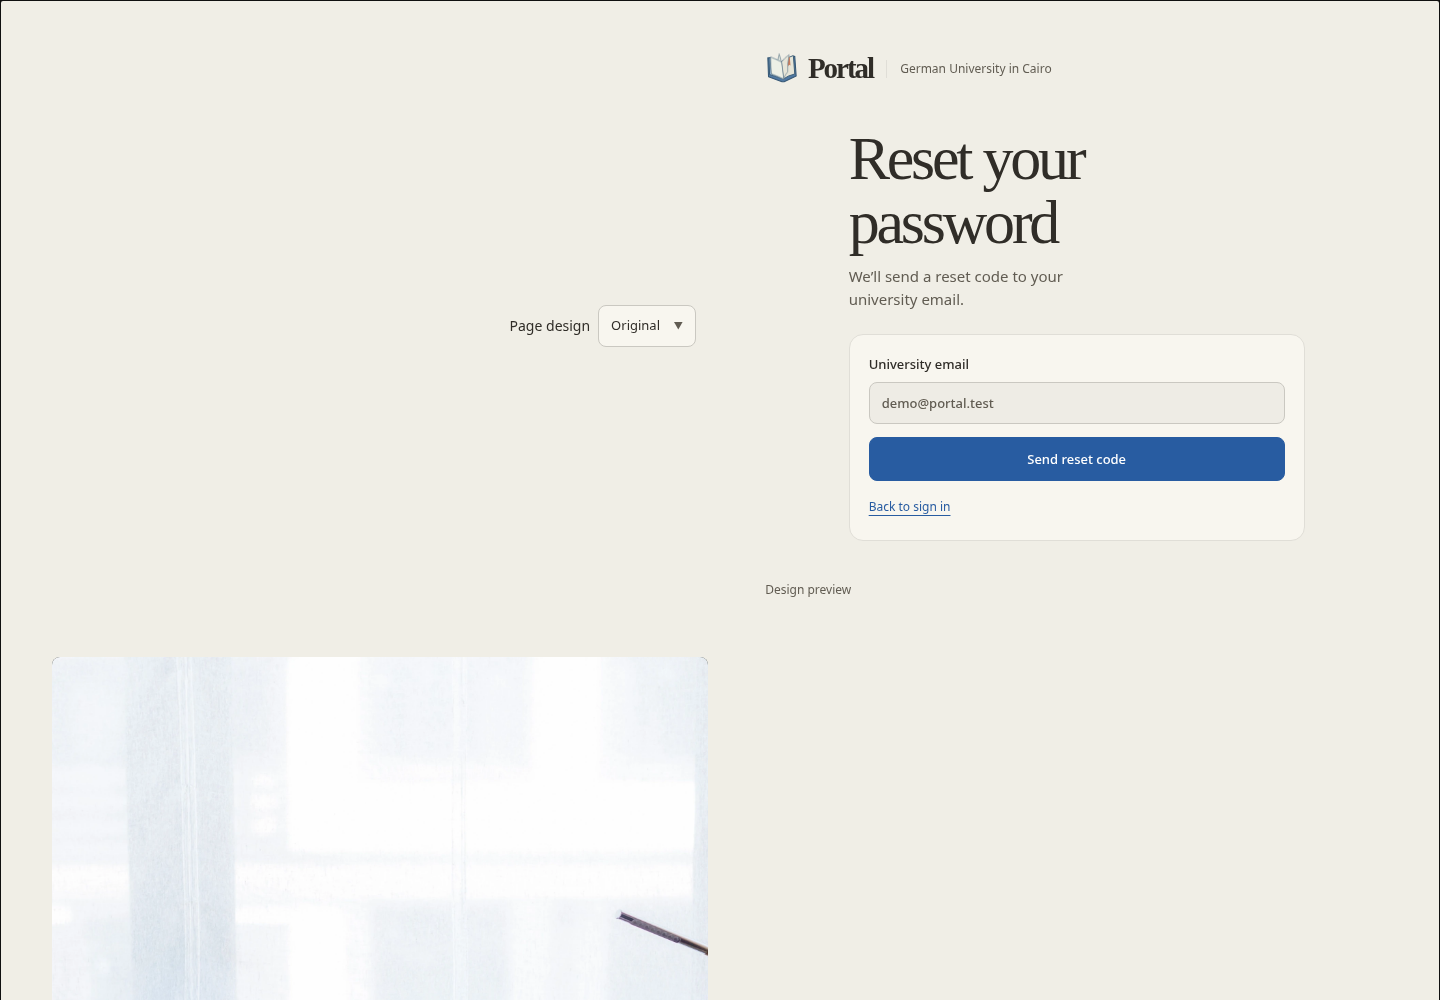 Portal
German University in Cairo
Reset your
password
We’ll send a reset code to your
university email.
Page design
Original
University email
demo@portal.test
Send reset code
Back to sign in
Design preview